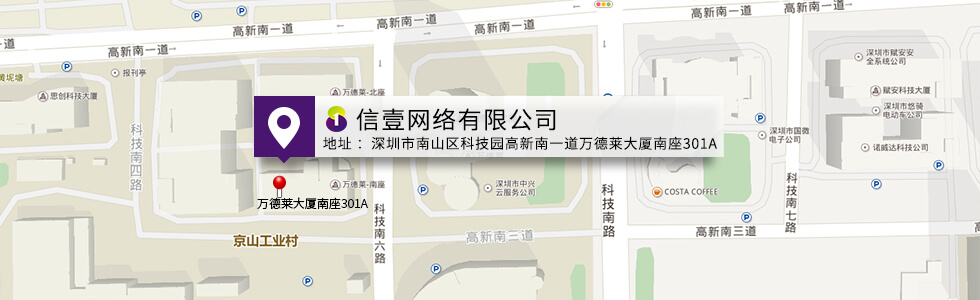 高新南一道
高新南一道
高新南一道
高新南一道
黄坭塘
报刊亭
思创科技大厦
万德莱-北座
深圳市赋安安
全系统公司
赋安科技大厦
深圳市悠骑
电动车公司
深圳市国微
电子公司
诺威达科技公司
信壹网络有限公司
地址：深圳市南山区科技园高新南一道万德莱大厦南座301A
科技南四路
万德莱-南座
万德莱大厦南座301A
深圳市中兴
云服务公司
COSTA COFFEE
科技南六路
科技南路
科技南七路
京山工业村
高新南三道
高新南三道
P
P
P
P
P
P
P
P
P
P
P